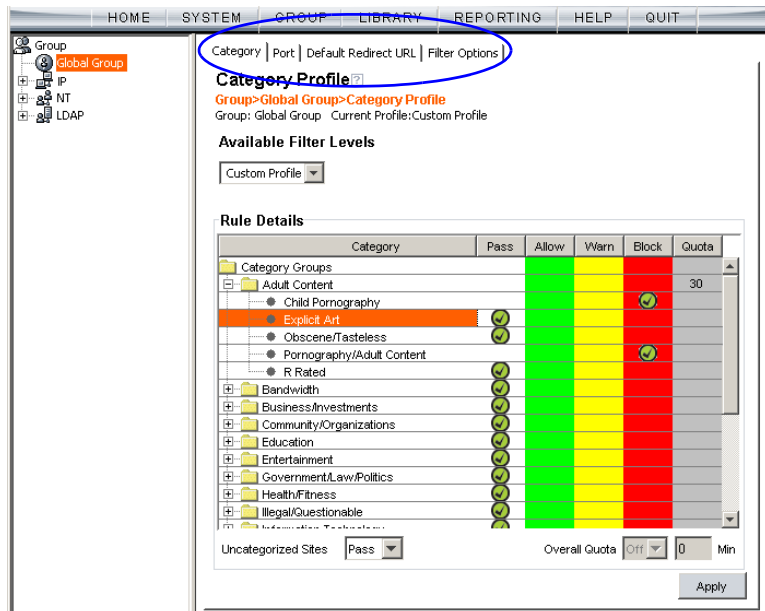 HOME SYSTEM GROUP LIBRARY REPORTING HELP QUIT
Group
Global Group
IP
NT
LDAP
Category Port Default Redirect URL Filter Options
Category Profile ?
Group>Global Group>Category Profile
Group: Global Group Current Profile:Custom Profile
Available Filter Levels
Custom Profile
Rule Details
Category Pass Allow Warn Block Quota
Category Groups
Adult Content 30
Child Pornography
Explicit Art
Obscene/Tasteless
Pornography/Adult Content
R Rated
Bandwidth
Business/Investments
Community/Organizations
Education
Entertainment
Government/Law/Politics
Health/Fitness
Illegal/Questionable
Information Technology
Uncategorized Sites Pass Overall Quota Off 0 Min
Apply